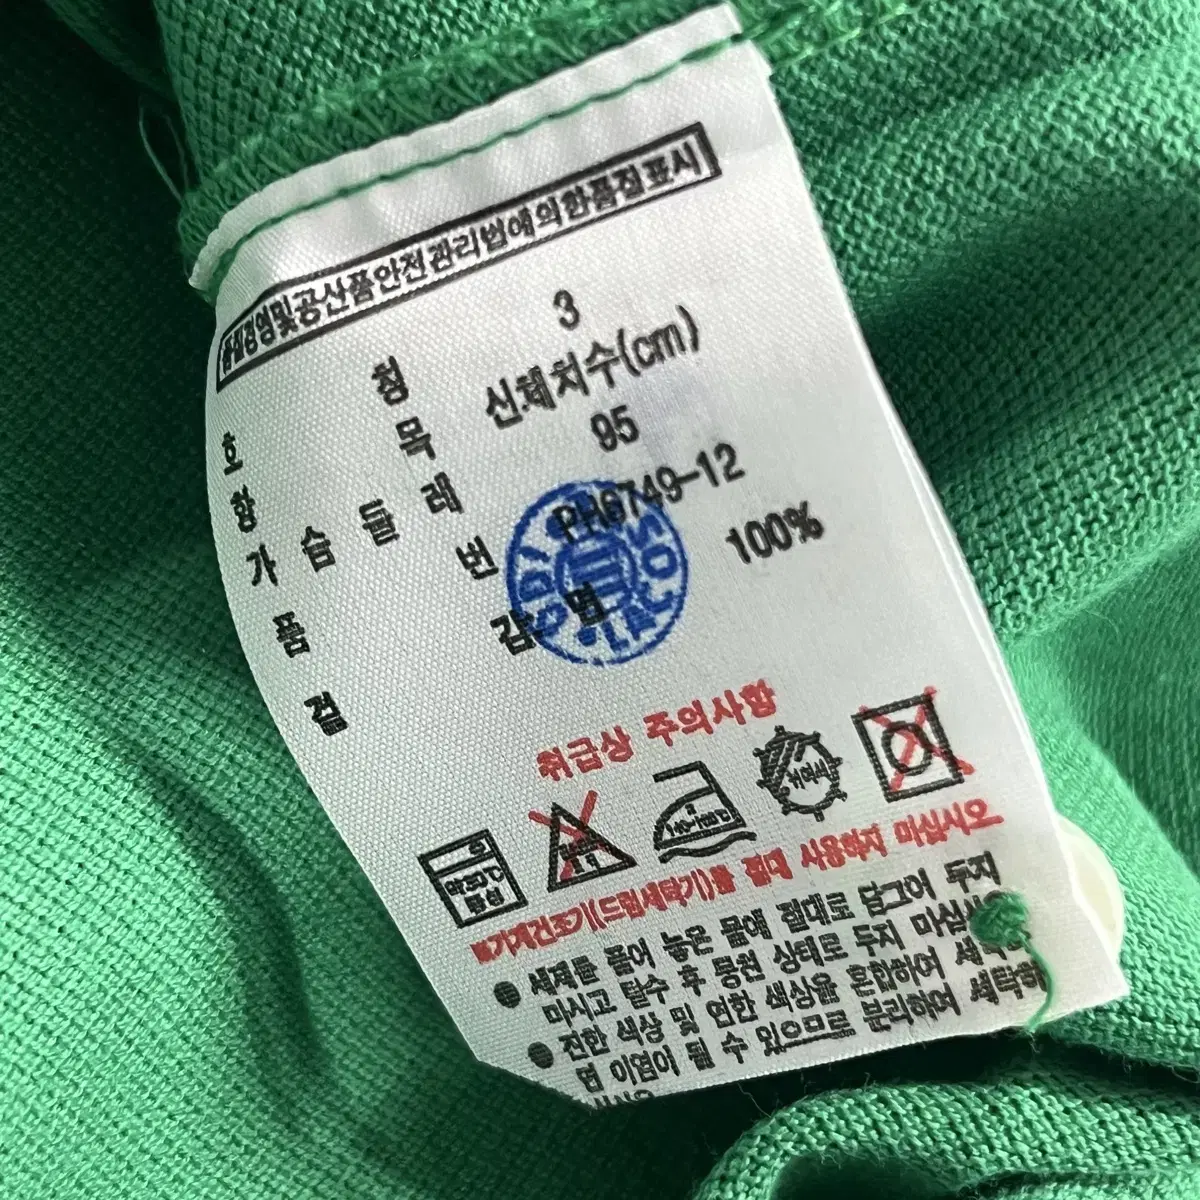 품질경영및공산품안전관리법에의한품질표시
호 칭 3
항 목 신체치수(cm)
가 슴 둘 레 95
품 번 PH6749-12
겉 감 면 100%
취급상 주의사항
※기계건조기(드럼세탁기)를 절대 사용하지 마십시오
● 세제를 풀어 놓은 물에 절대로 담그어 두지
마시고 탈수 후 뭉친 상태로 두지 마십시오
● 진한 색상 및 연한 색상을 혼합하여
면 이염이 될 수 있으므로 분리하여 세탁하